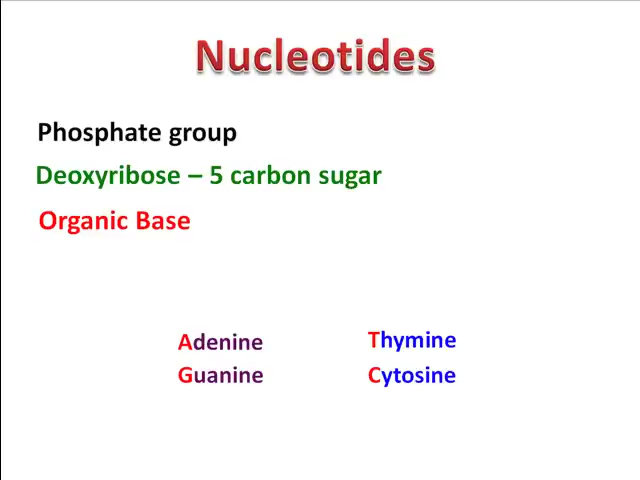 Nucleotides
Phosphate group
Deoxyribose – 5 carbon sugar
Organic Base
Adenine Thymine
Guanine Cytosine